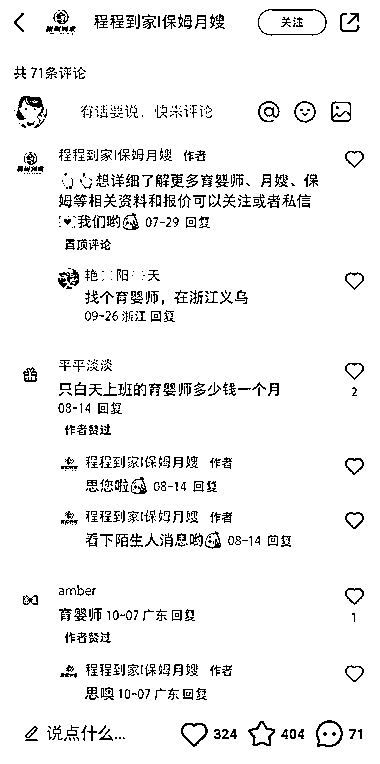 程程到家|保姆月嫂
关注
共 71条评论
有话要说，快来评论
程程到家|保姆月嫂 作者
想详细了解更多育婴师、月嫂、保
姆等相关资料和报价可以关注或者私信
我们哟 07-29 回复
置顶评论
艳 阳 天
找个育婴师，在浙江义乌
09-26 浙江 回复
平平淡淡
只白天上班的育婴师多少钱一个月
08-14 回复
2
作者赞过
程程到家|保姆月嫂 作者
思您啦 08-14 回复
程程到家|保姆月嫂 作者
看下陌生人消息哟 08-14 回复
amber
育婴师 10-07 广东 回复
1
作者赞过
程程到家|保姆月嫂 作者
思噢 10-07 广东 回复
说点什么...
324
404
71